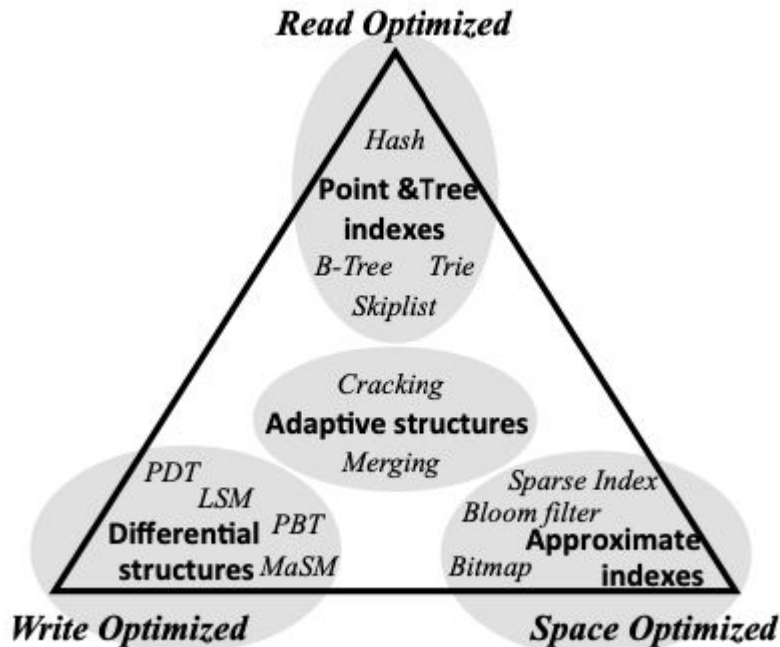 Read Optimized
Hash
Point &Tree
indexes
B-Tree Trie
Skiplist
Cracking
Adaptive structures
Merging
PDT
LSM
PBT
Differential
structures
MaSM
Sparse Index
Bloom filter
Approximate
Bitmap
indexes
Write Optimized
Space Optimized